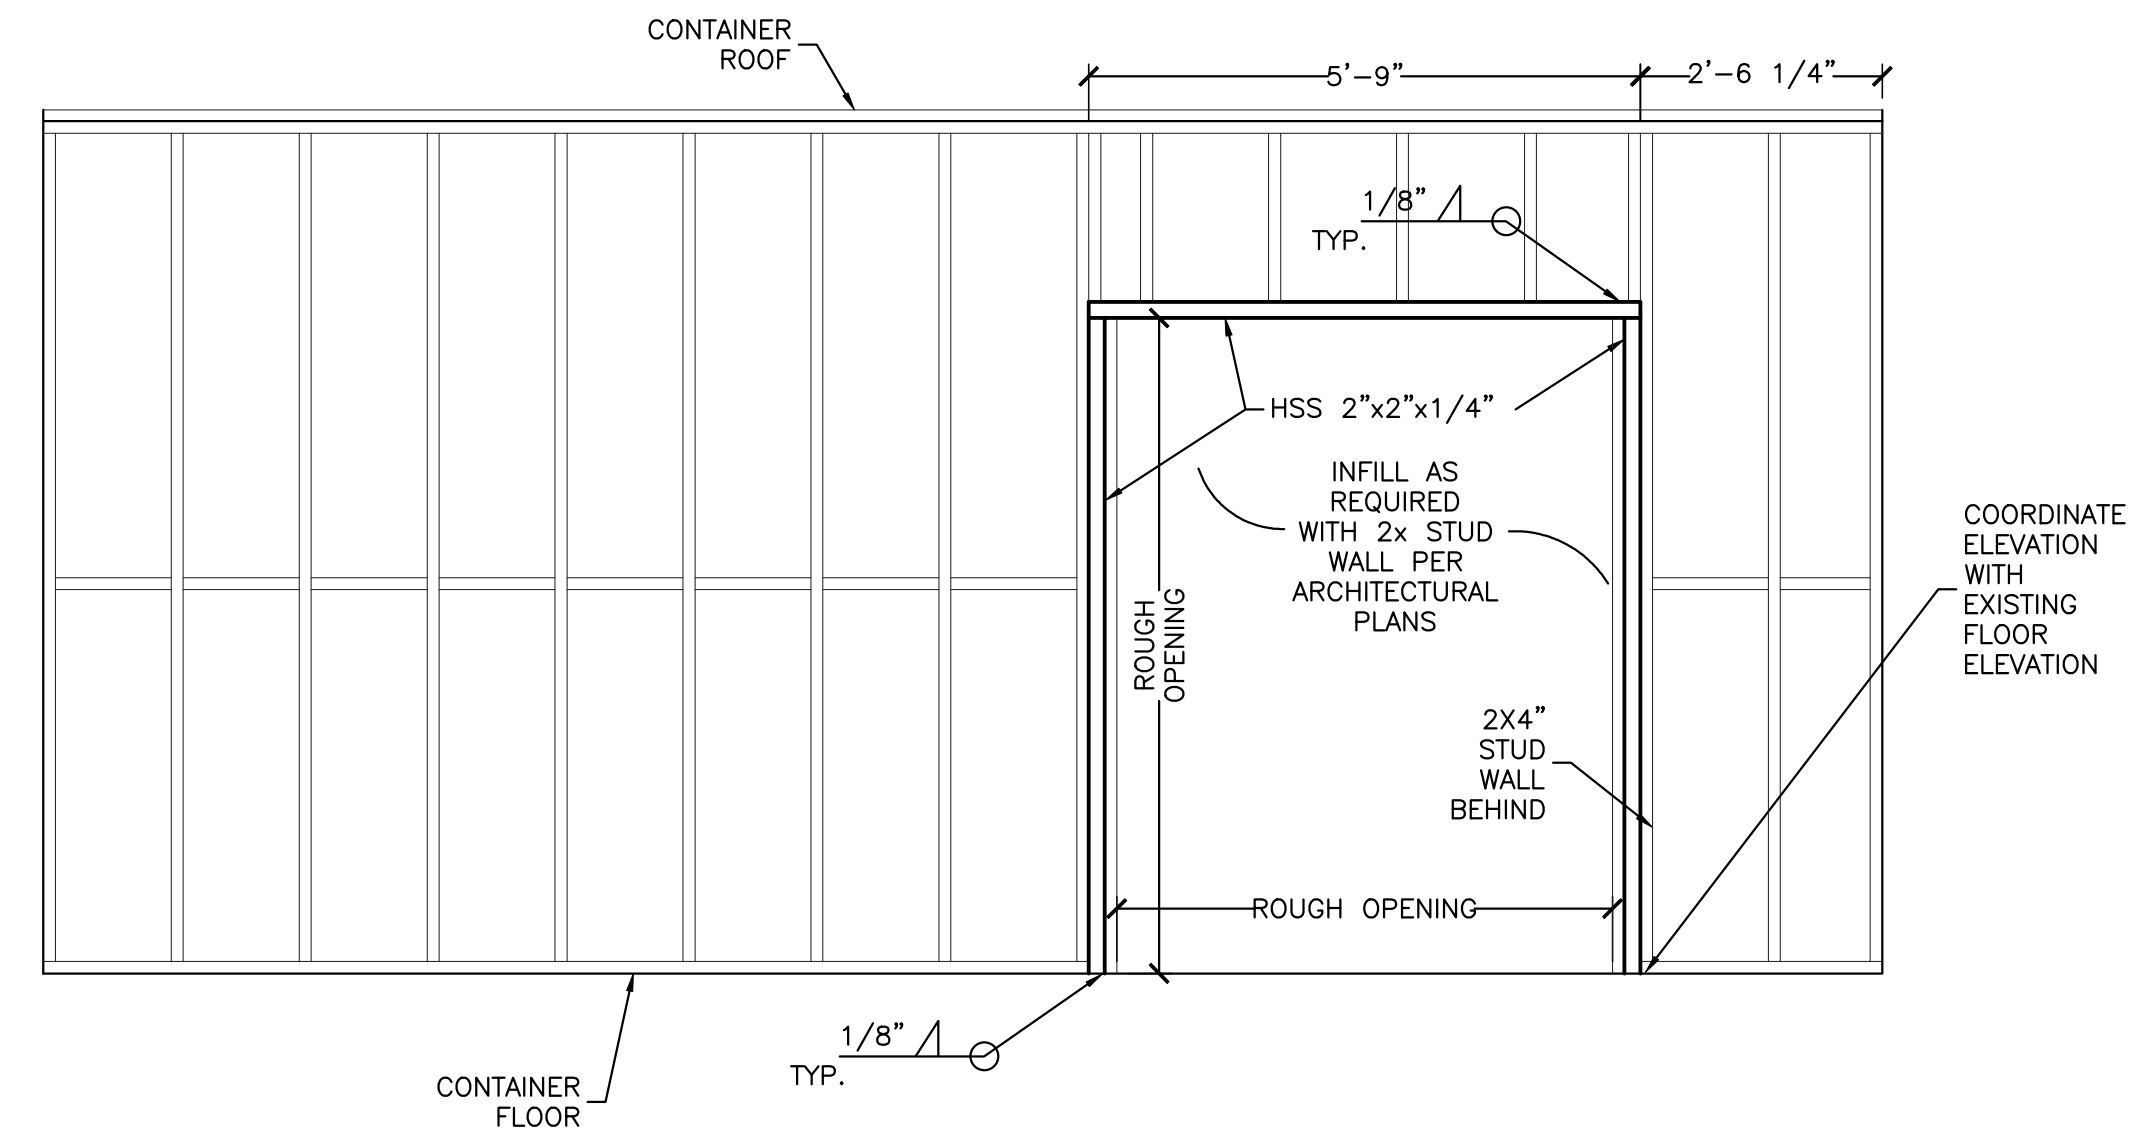 CONTAINER
ROOF
5'-9"
2'-6 1/4"
1/8"
TYP.
HSS 2"x2"x1/4"
INFILL AS
REQUIRED
WITH 2x STUD
WALL PER
ARCHITECTURAL
PLANS
COORDINATE
ELEVATION
WITH
EXISTING
FLOOR
ELEVATION
ROUGH
OPENING
2X4"
STUD
WALL
BEHIND
ROUGH OPENING
1/8"
TYP.
CONTAINER
FLOOR